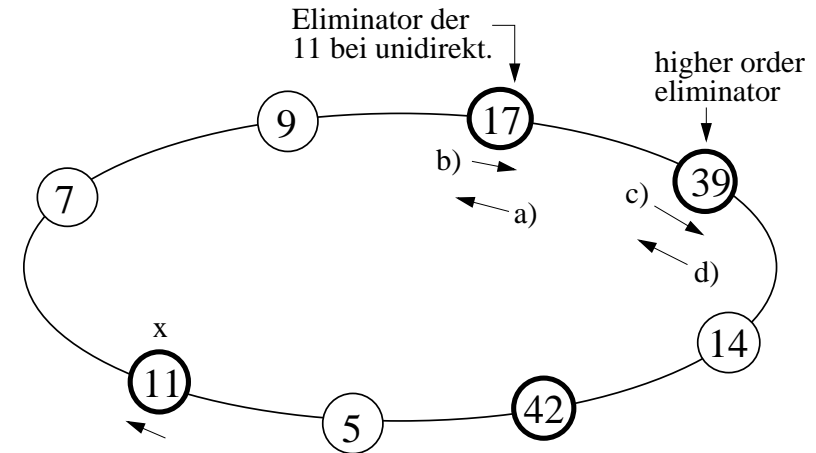 Eliminator der
11 bei unidirekt.
higher order
eliminator
9
17
39
7
b)
a)
c)
d)
x
11
5
42
14